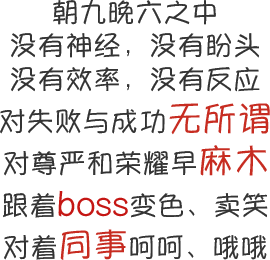 朝九晚六之中
没有神经，没有盼头
没有效率，没有反应
对失败与成功无所谓
对尊严和荣耀早麻木
跟着boss变色、卖笑
对着同事呵呵、哦哦